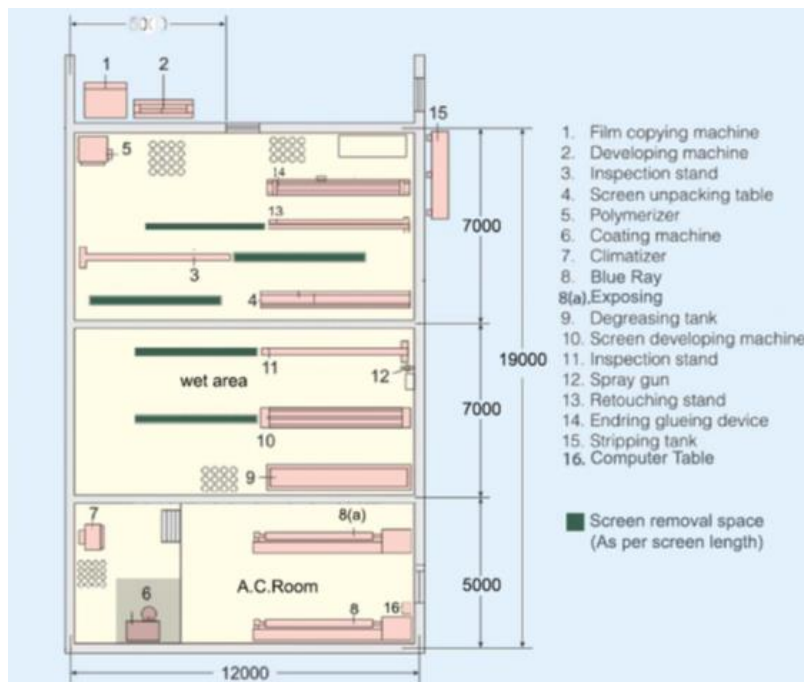 1
2
15
5
14
13
3
4
7000
wet area
11
12
10
9
7000
19000
7
8(a)
6
A.C.Room
16
8
5000
12000
1. Film copying machine
2. Developing machine
3. Inspection stand
4. Screen unpacking table
5. Polymerizer
6. Coating machine
7. Climatizer
8. Blue Ray
8(a).Exposing
9. Degreasing tank
10. Screen developing machine
11. Inspection stand
12. Spray gun
13. Retouching stand
14. Endring glueing device
15. Stripping tank
16. Computer Table
Screen removal space
(As per screen length)